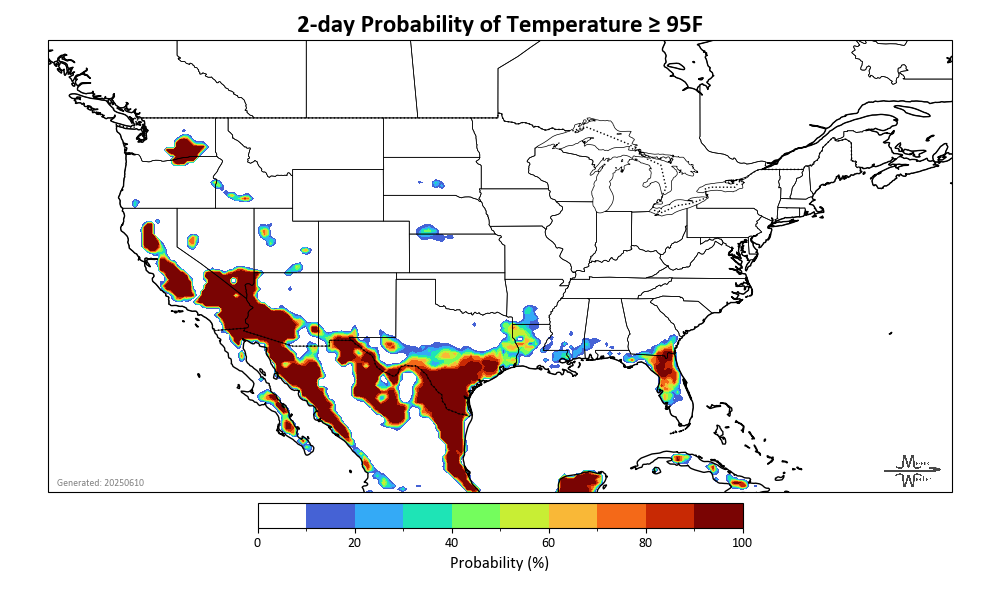 2-day Probability of Temperature ≥ 95F
Generated: 20250610
0 20 40 60 80 100
Probability (%)